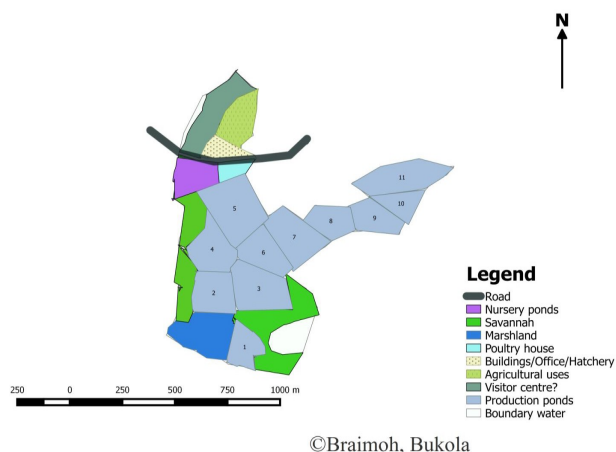 N
11
10
5
8
9
7
4
6
2
3
1
Legend
Road
Nursery ponds
Savannah
Marshland
Poultry house
Buildings/Office/Hatchery
Agricultural uses
Visitor centre?
Production ponds
Boundary water
250 0 250 500 750 1000 m
©Braimoh, Bukola